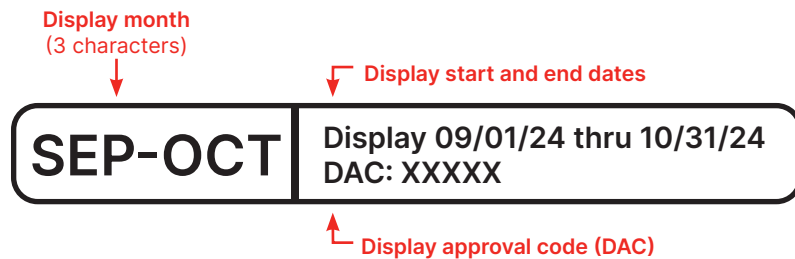 Display month
(3 characters)
Display start and end dates
SEP-OCT
Display 09/01/24 thru 10/31/24
DAC: XXXXX
Display approval code (DAC)